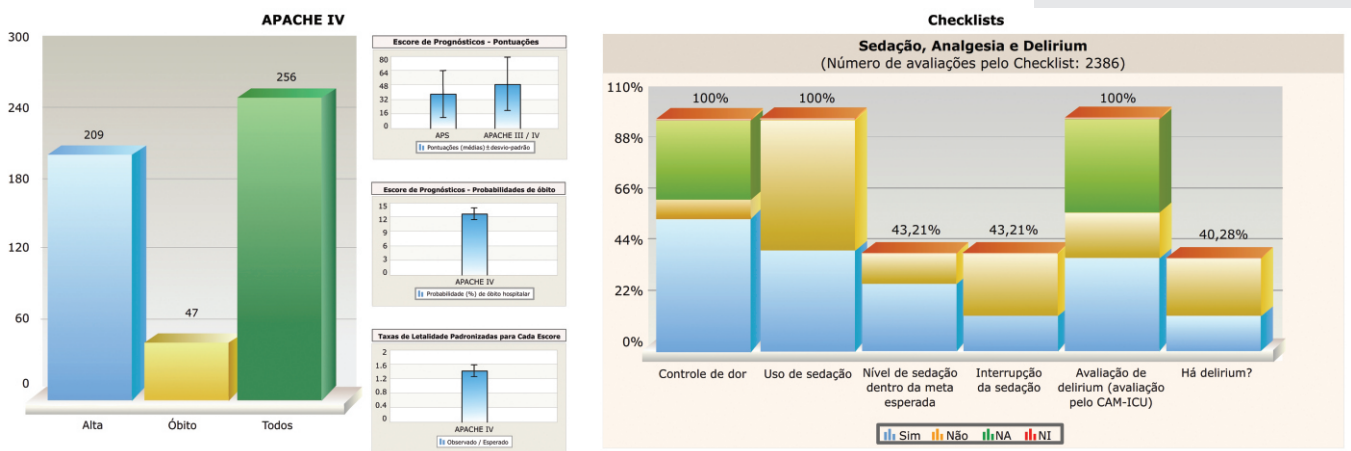 APACHE IV
300
240
180
120
60
0
209
47
256
Alta
Óbito
Todos
Escore de Prognósticos - Pontuações
80
64
48
32
16
0
APS
APACHE III / IV
Pontuações (médias) ± desvio-padrão
Escore de Prognósticos - Probabilidades de óbito
15
12
9
6
3
0
APACHE IV
Probabilidade (%) de óbito hospitalar
Taxas de Letalidade Padronizadas para Cada Escore
2
1.6
1.2
0.8
0.4
0
APACHE IV
Observado / Esperado
Checklists
Sedação, Analgesia e Delirium
(Número de avaliações pelo Checklist: 2386)
110%
88%
66%
44%
22%
0%
100%
100%
43,21%
43,21%
100%
40,28%
Controle de dor
Uso de sedação
Nível de sedação
dentro da meta
esperada
Interrupção
da sedação
Avaliação de
delirium (avaliação
pelo CAM-ICU)
Há delirium?
Sim
Não
NA
NI